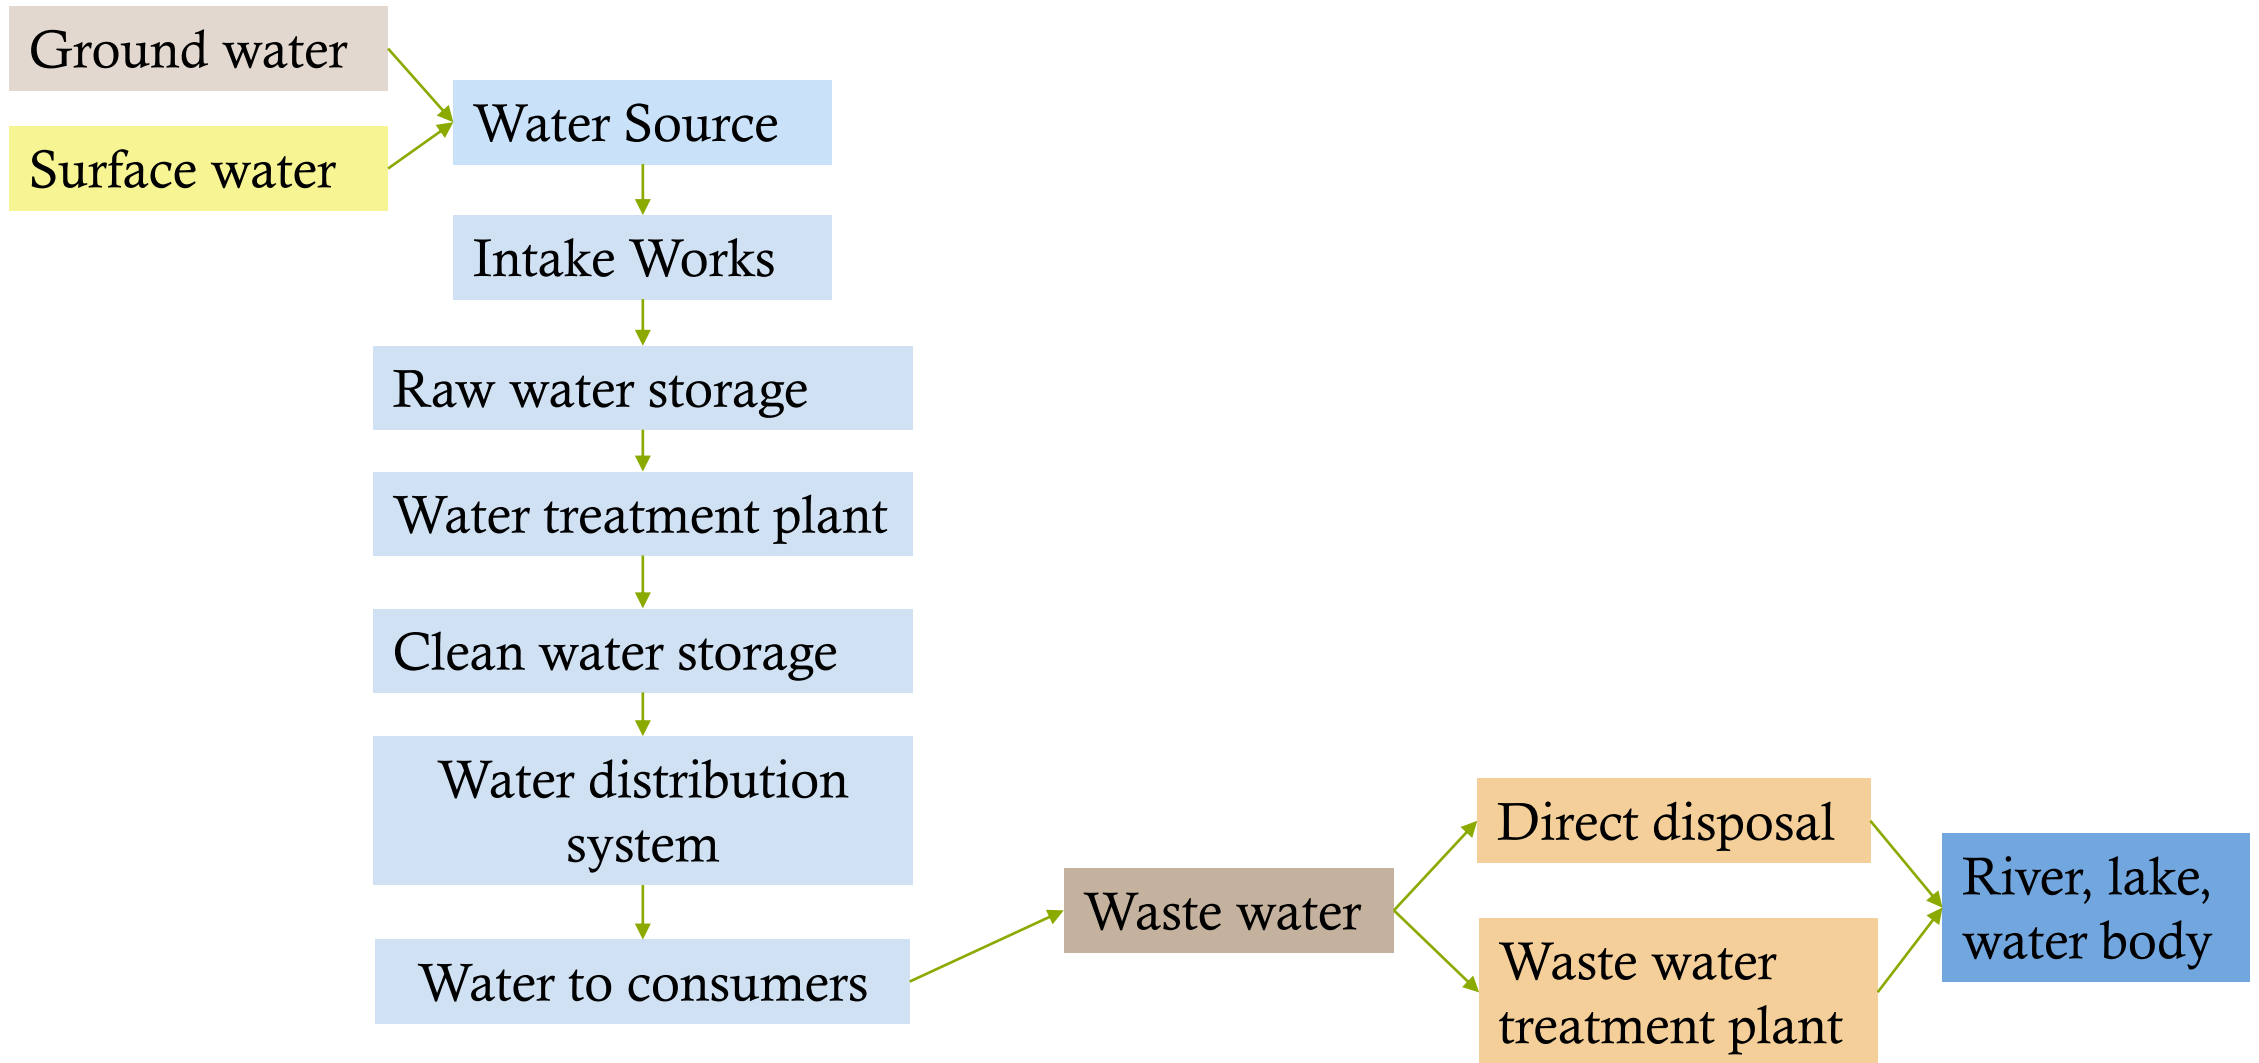 Ground water
Surface water
Water Source
Intake Works
Raw water storage
Water treatment plant
Clean water storage
Water distribution
system
Water to consumers
Waste water
Direct disposal
Waste water
treatment plant
River, lake,
water body